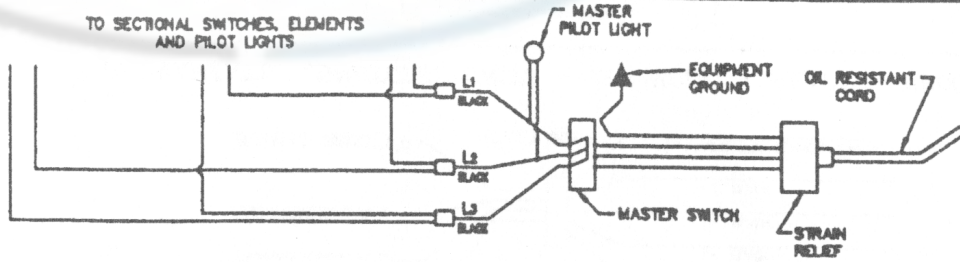 TO SECTIONAL SWITCHES, ELEMENTS
AND PILOT LIGHTS
MASTER
PILOT LIGHT
EQUIPMENT
GROUND
OIL RESISTANT
CORD
L1
BLACK
L2
BLACK
L3
BLACK
MASTER SWITCH
STRAIN
RELIEF